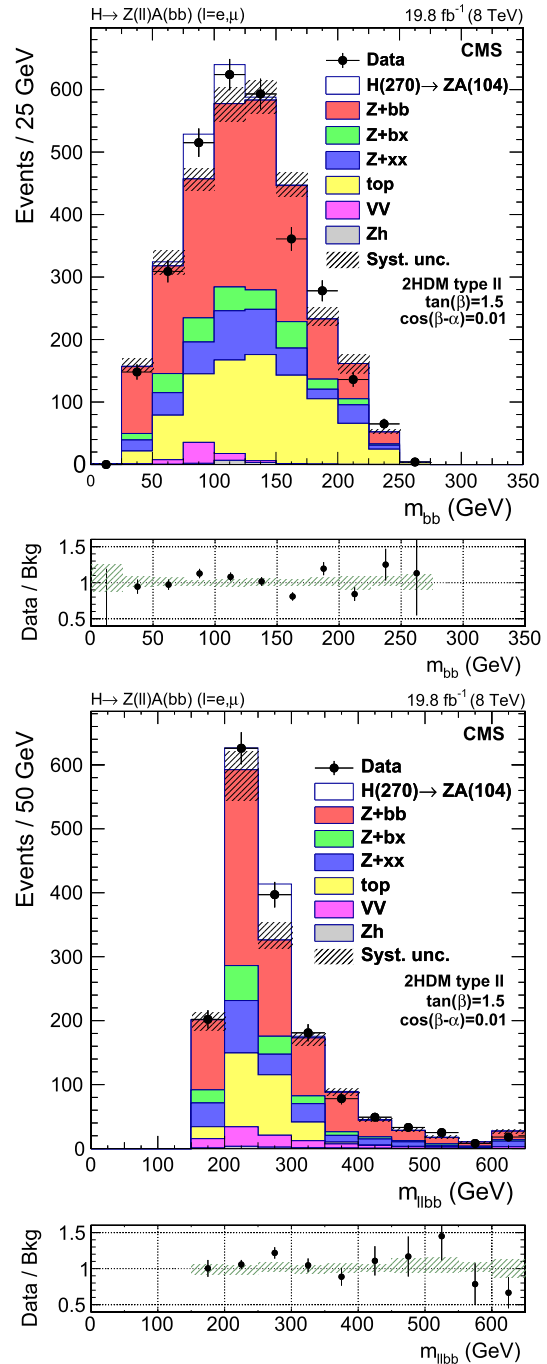 H→ Z(ll)A(bb) (l=e,μ) 19.8 fb⁻¹ (8 TeV)
CMS
Data
H(270)→ ZA(104)
Z+bb
Z+bx
Z+xx
top
VV
Zh
Syst. unc.
2HDM type II
tan(β)=1.5
cos(β-α)=0.01
Events / 25 GeV
600
500
400
300
200
100
0
0 50 100 150 200 250 300 350
m_bb (GeV)
Data / Bkg
1.5
1
0.5
0 50 100 150 200 250 300 350
m_bb (GeV)
H→ Z(ll)A(bb) (l=e,μ) 19.8 fb⁻¹ (8 TeV)
CMS
Data
H(270)→ ZA(104)
Z+bb
Z+bx
Z+xx
top
VV
Zh
Syst. unc.
2HDM type II
tan(β)=1.5
cos(β-α)=0.01
Events / 50 GeV
600
500
400
300
200
100
0
0 100 200 300 400 500 600
m_llbb (GeV)
Data / Bkg
1.5
1
0.5
0 100 200 300 400 500 600
m_llbb (GeV)